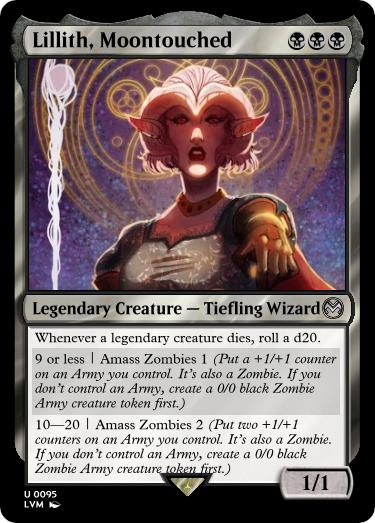 Lillith, Moontouched
Legendary Creature — Tiefling Wizard
Whenever a legendary creature dies, roll a d20.
9 or less | Amass Zombies 1 (Put a +1/+1 counter
on an Army you control. It's also a Zombie. If you
don't control an Army, create a 0/0 black Zombie
Army creature token first.)
10—20 | Amass Zombies 2 (Put two +1/+1
counters on an Army you control. It's also a Zombie.
If you don't control an Army, create a 0/0 black
Zombie Army creature token first.)
1/1
U 0095
LVM